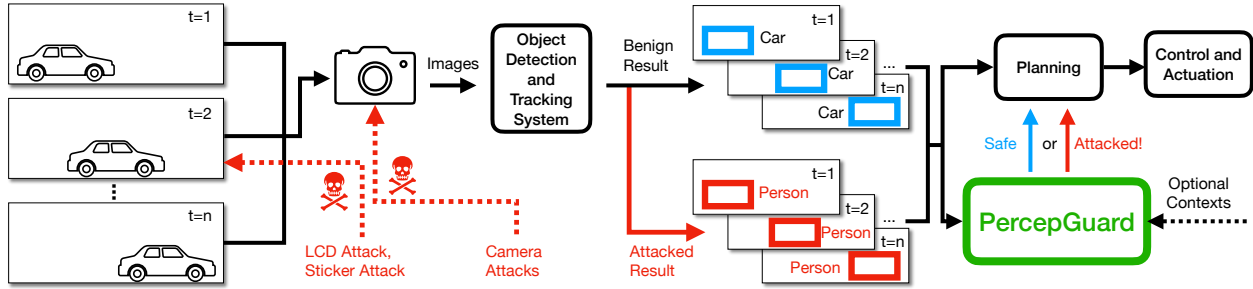 t=1
t=2
t=n
LCD Attack,
Sticker Attack
Camera
Attacks
Images
Object
Detection
and
Tracking
System
Benign
Result
Attacked
Result
t=1
Car
t=2
Car
...
t=n
Car
t=1
Person
t=2
Person
...
t=n
Person
Planning
Control and
Actuation
Safe or Attacked!
PercepGuard
Optional
Contexts